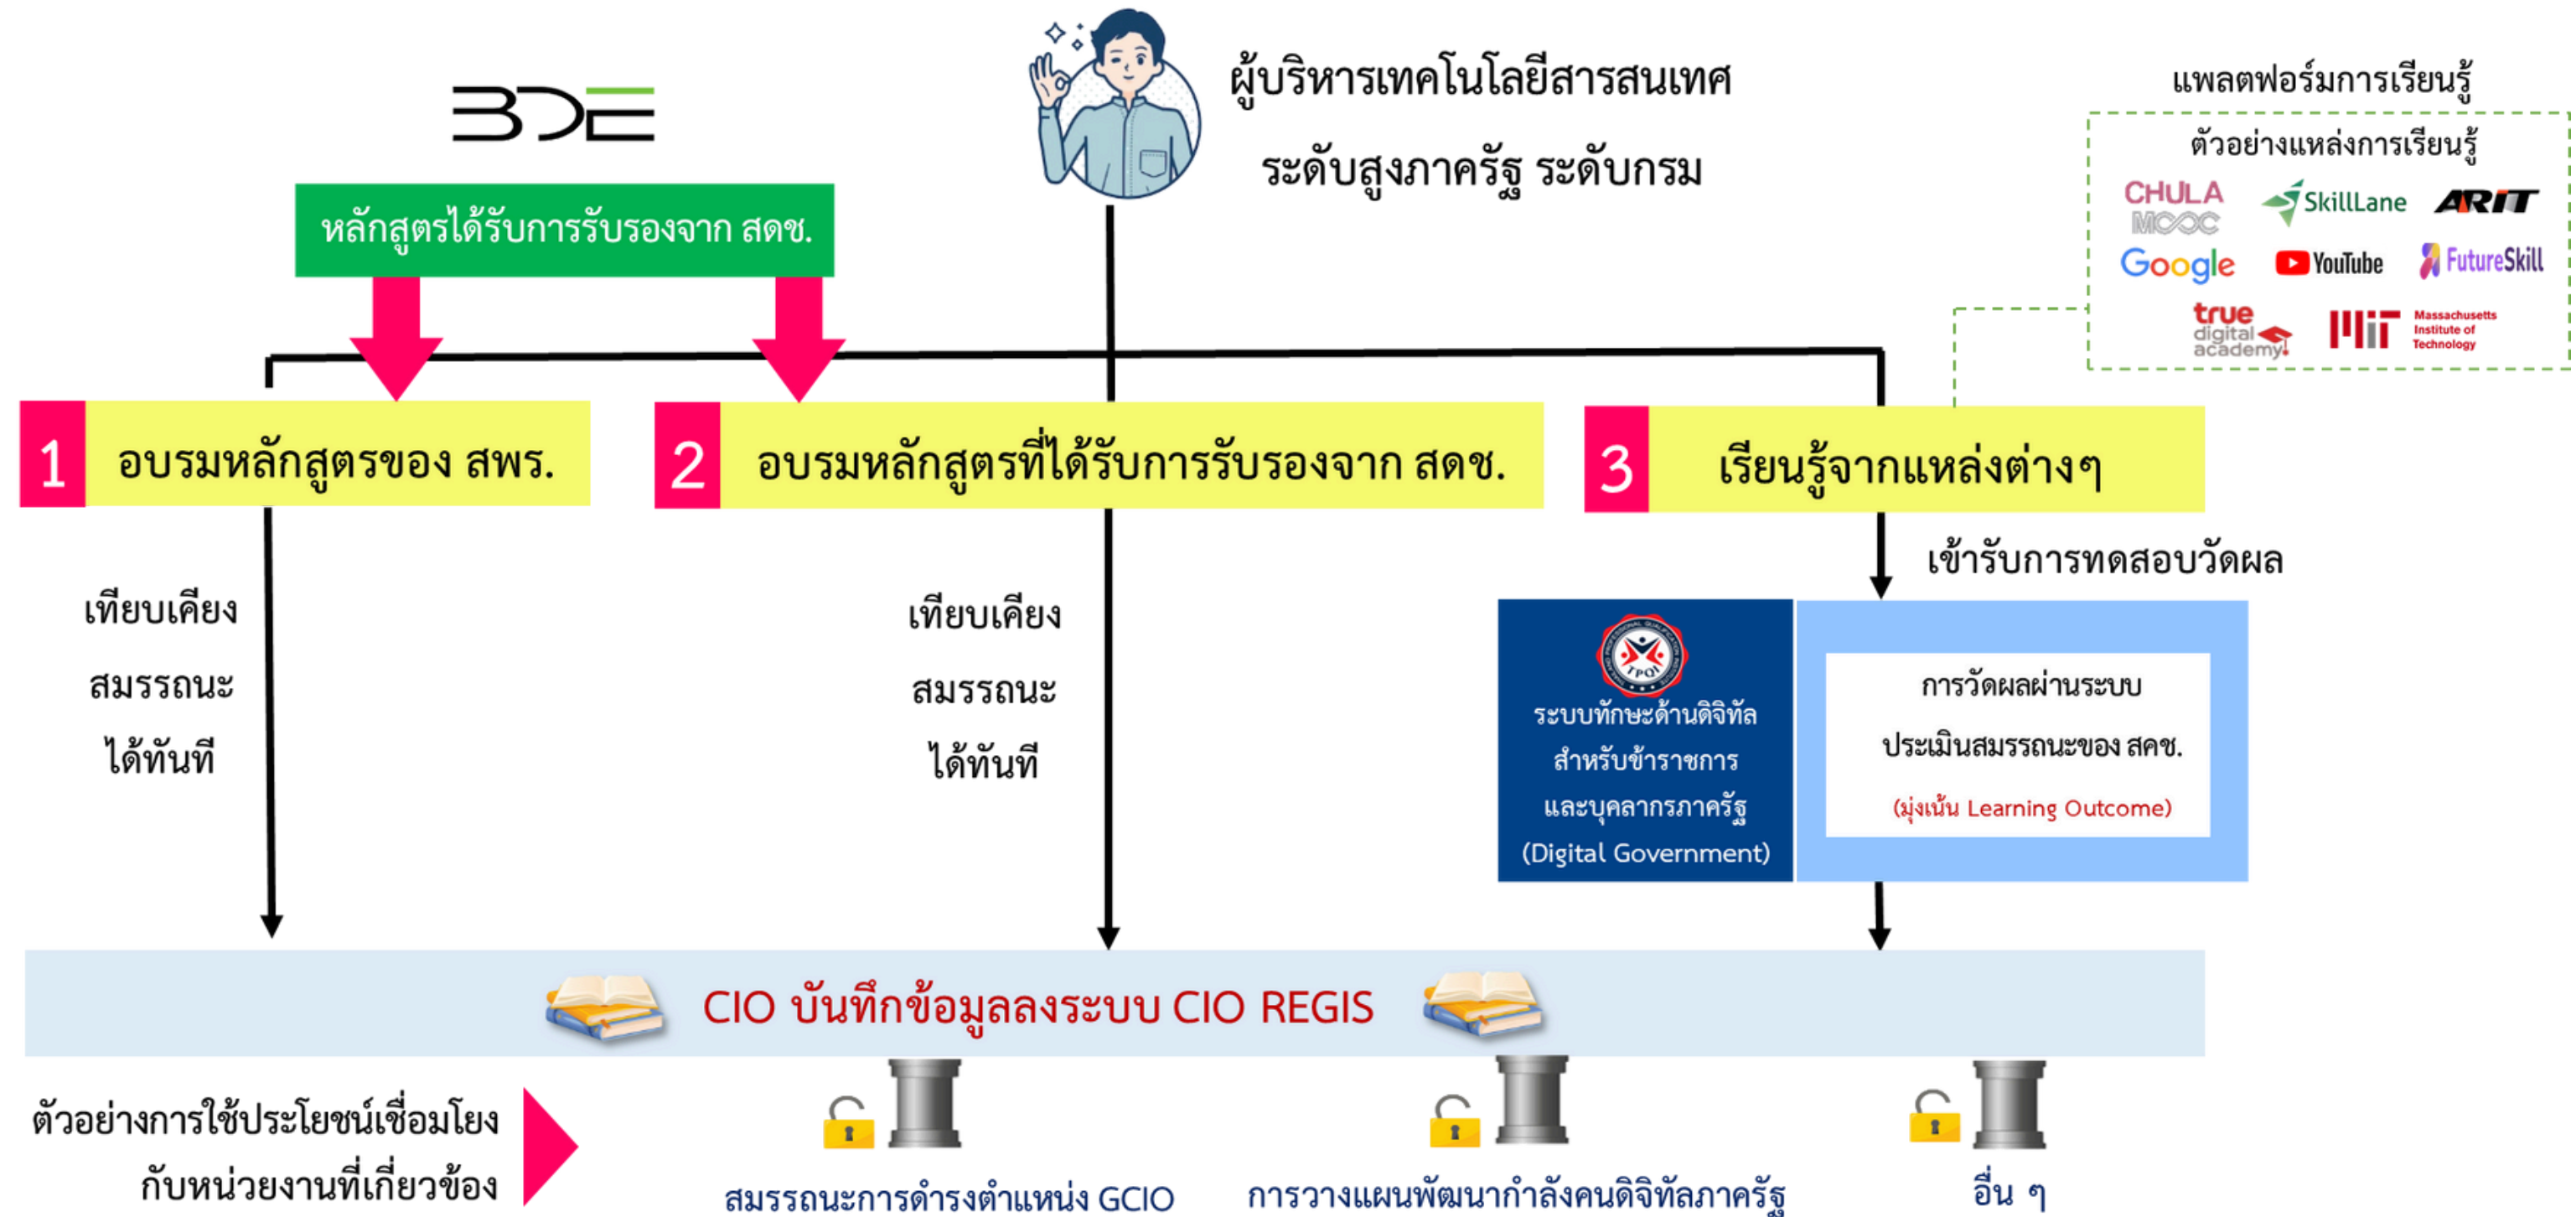 BDE
ผู้บริหารเทคโนโลยีสารสนเทศ
ระดับสูงภาครัฐ ระดับกรม
แพลตฟอร์มการเรียนรู้
ตัวอย่างแหล่งการเรียนรู้
CHULA
MOOC
SkillLane
ARIT
Google
YouTube
FutureSkill
true
digital
academy
MIT
Massachusetts
Institute of
Technology
หลักสูตรได้รับการรับรองจาก สดช.
1
อบรมหลักสูตรของ สพร.
2
อบรมหลักสูตรที่ได้รับการรับรองจาก สดช.
3
เรียนรู้จากแหล่งต่างๆ
เทียบเคียง
สมรรถนะ
ได้ทันที
เทียบเคียง
สมรรถนะ
ได้ทันที
เข้ารับการทดสอบวัดผล
THAILAND PROFESSIONAL QUALIFICATION INSTITUTE
TPQI
ระบบทักษะด้านดิจิทัล
สำหรับข้าราชการ
และบุคลากรภาครัฐ
(Digital Government)
การวัดผลผ่านระบบ
ประเมินสมรรถนะของ สคช.
(มุ่งเน้น Learning Outcome)
CIO บันทึกข้อมูลลงระบบ CIO REGIS
ตัวอย่างการใช้ประโยชน์เชื่อมโยง
กับหน่วยงานที่เกี่ยวข้อง
สมรรถนะการดำรงตำแหน่ง GCIO
การวางแผนพัฒนากำลังคนดิจิทัลภาครัฐ
อื่น ๆ